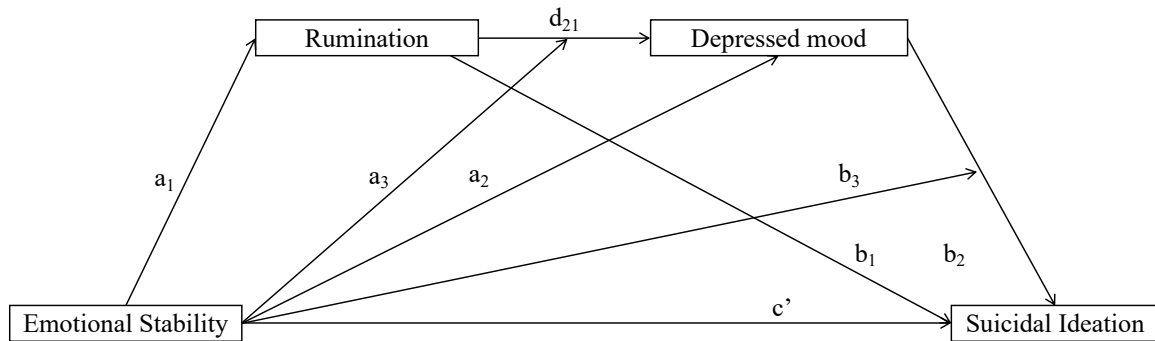 d₂₁
Rumination
Depressed mood
a₁
a₃
a₂
b₃
b₁
b₂
c’
Emotional Stability
Suicidal Ideation